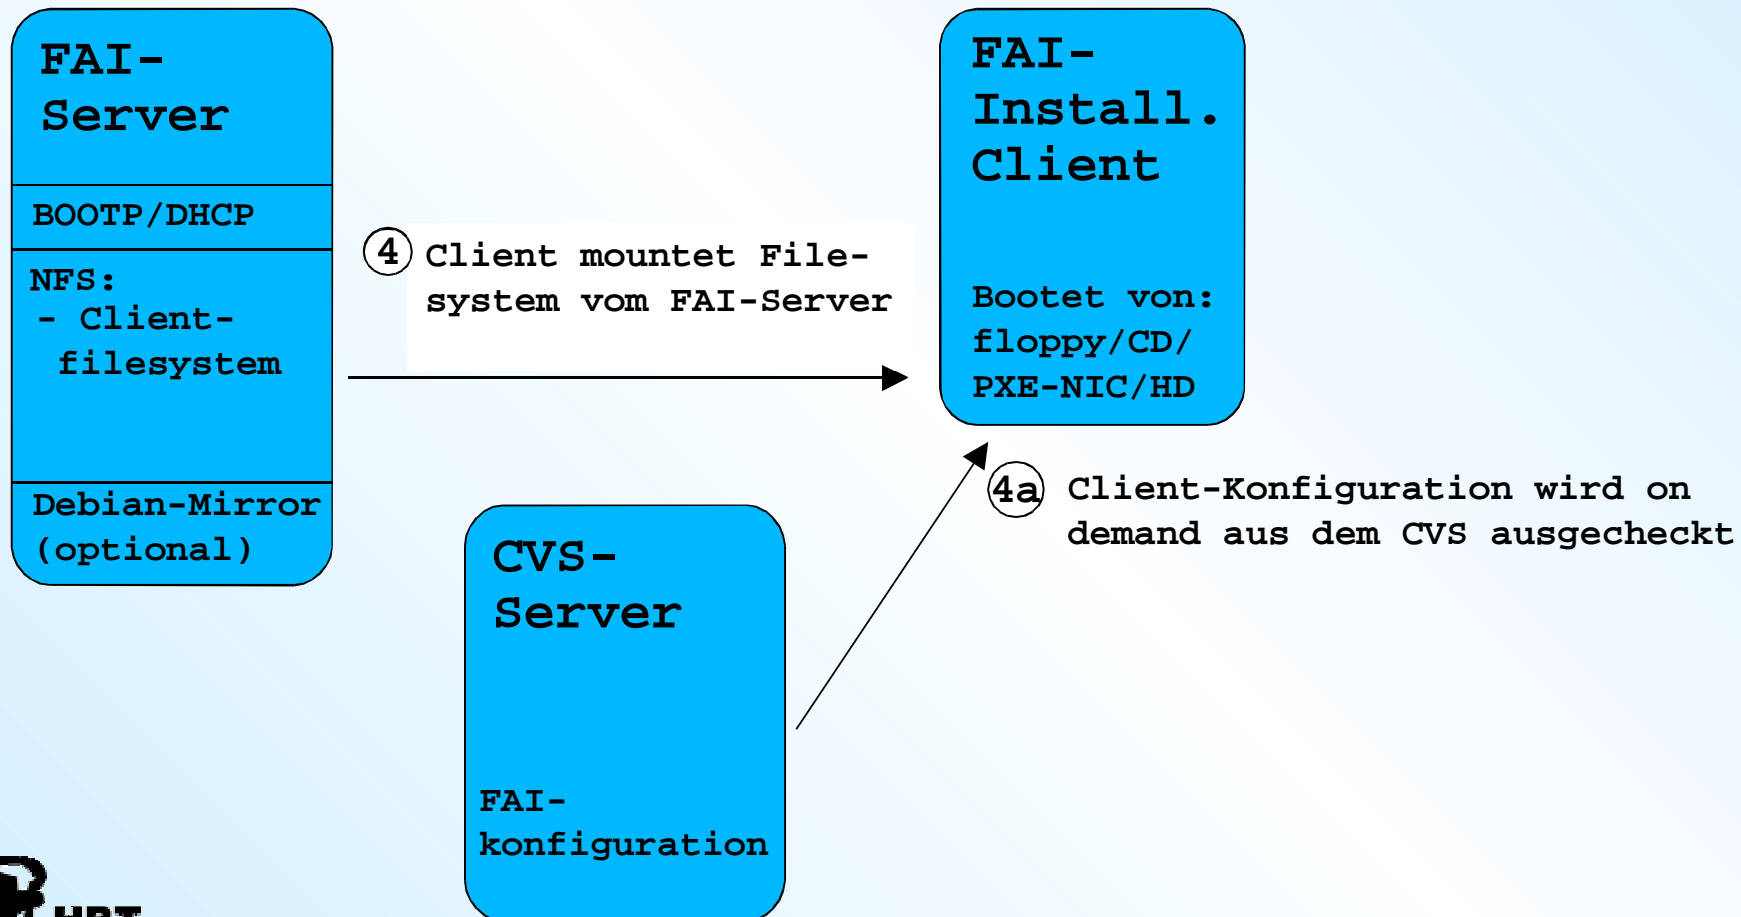 FAI-
Server
BOOTP/DHCP
NFS:
- Client-
filesystem
Debian-Mirror
(optional)
4 Client mountet File-
system vom FAI-Server
FAI-
Install.
Client
Bootet von:
floppy/CD/
PXE-NIC/HD
4a Client-Konfiguration wird on
demand aus dem CVS ausgecheckt
CVS-
Server
FAI-
konfiguration